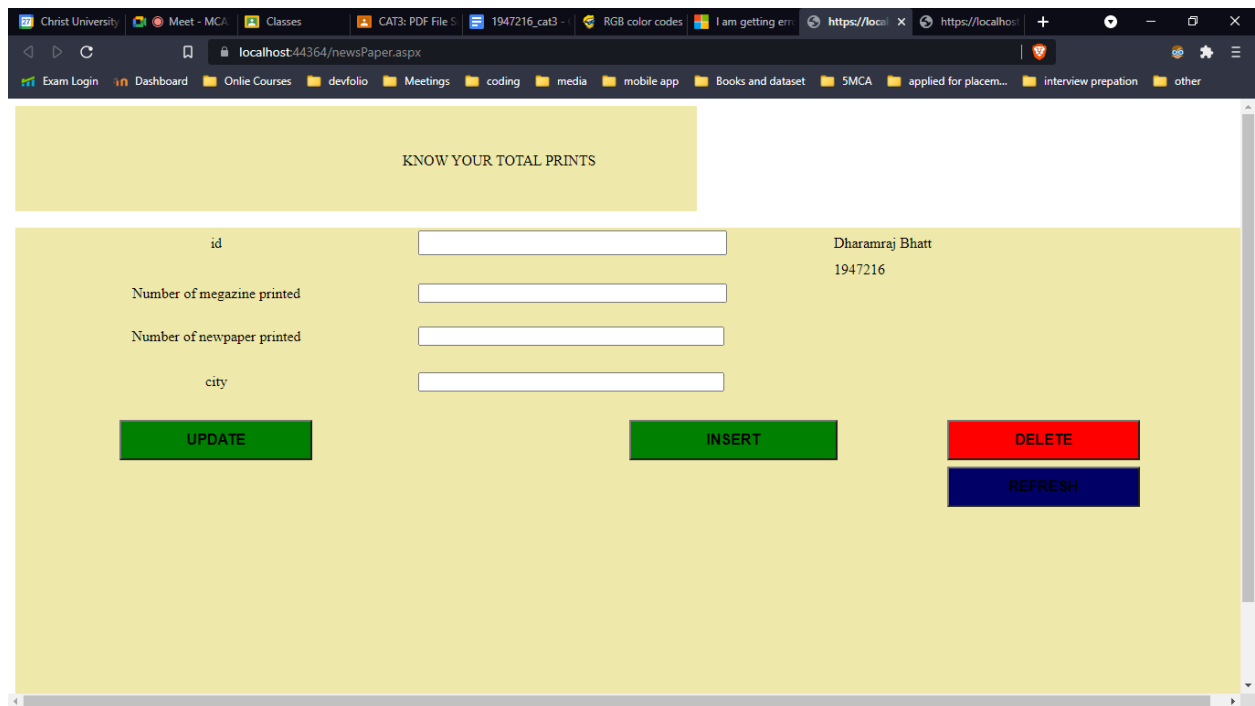 Christ University
Meet - MCA
Classes
CAT3: PDF File S
1947216_cat3 -
RGB color codes
I am getting err
https://local
https://localhost
localhost:44364/newsPaper.aspx
Exam Login
in Dashboard
Onlie Courses
devfolio
Meetings
coding
media
mobile app
Books and dataset
5MCA
applied for placem...
interview prepation
other
KNOW YOUR TOTAL PRINTS
id
Dharamraj Bhatt
1947216
Number of megazine printed
Number of newpaper printed
city
UPDATE
INSERT
DELETE
REFRESH